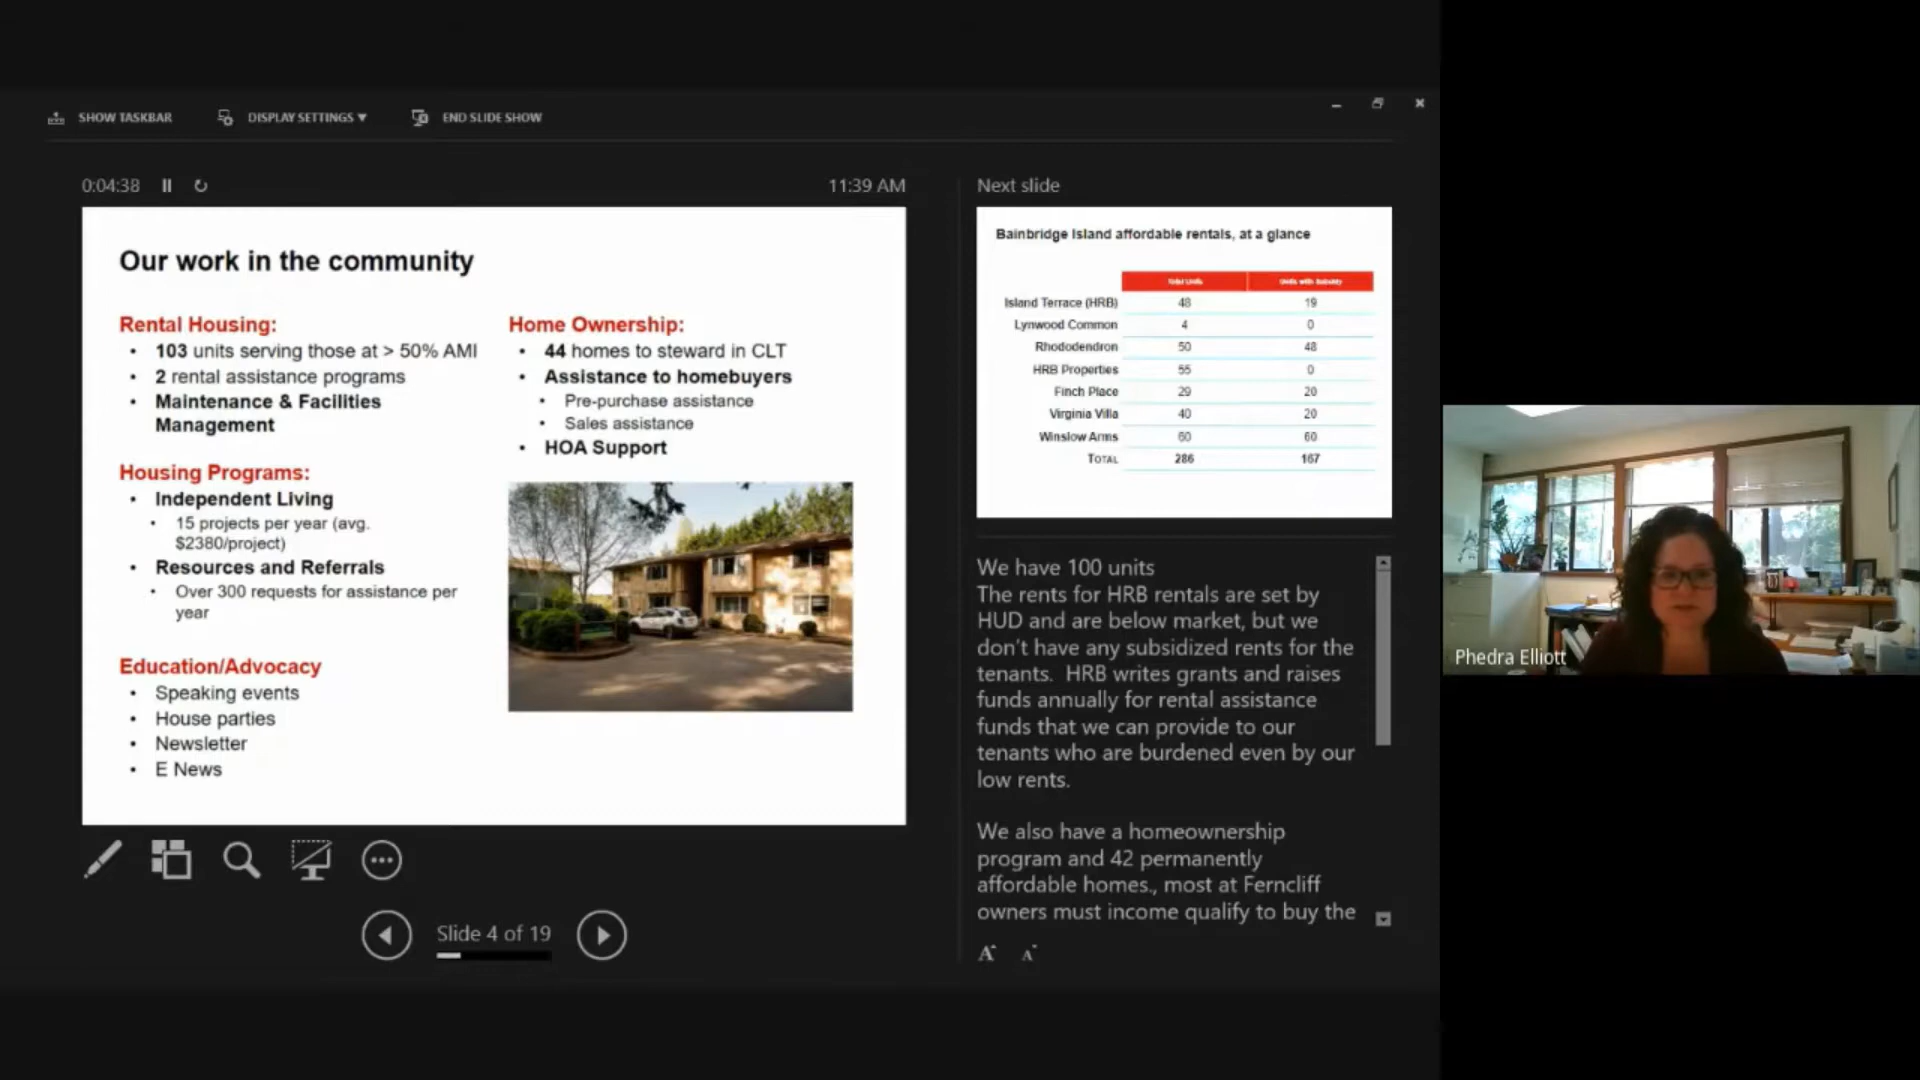 SHOW TASKBAR
DISPLAY SETTINGS ▼
END SLIDE SHOW
0:04:38
11:39 AM
Our work in the community
Rental Housing:
• 103 units serving those at > 50% AMI
• 2 rental assistance programs
• Maintenance & Facilities
Management
Housing Programs:
• Independent Living
• 15 projects per year (avg.
$2380/project)
• Resources and Referrals
• Over 300 requests for assistance per
year
Education/Advocacy
• Speaking events
• House parties
• Newsletter
• E News
Home Ownership:
• 44 homes to steward in CLT
• Assistance to homebuyers
• Pre-purchase assistance
• Sales assistance
• HOA Support
Slide 4 of 19
Next slide
Bainbridge Island affordable rentals, at a glance
Total Units Units with Subsidy
Island Terrace (HRB) 48 19
Lynwood Common 4 0
Rhododendron 50 48
HRB Properties 55 0
Finch Place 29 20
Virginia Villa 40 20
Winslow Arms 60 60
TOTAL 286 167
We have 100 units
The rents for HRB rentals are set by
HUD and are below market, but we
don't have any subsidized rents for the
tenants. HRB writes grants and raises
funds annually for rental assistance
funds that we can provide to our
tenants who are burdened even by our
low rents.
We also have a homeownership
program and 42 permanently
affordable homes., most at Ferncliff
owners must income qualify to buy the
A A
Phedra Elliott